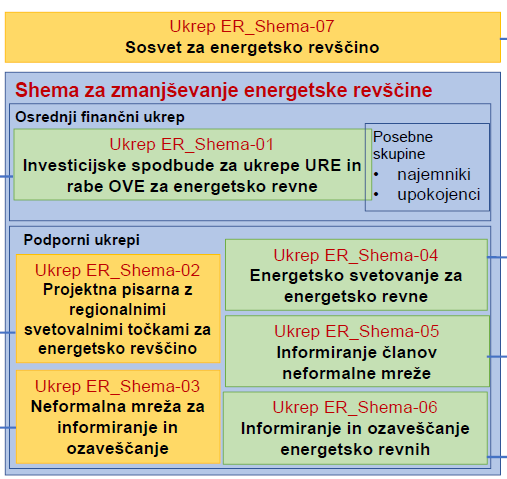 Ukrep ER_Shema-07
Sosvet za energetsko revščino
Shema za zmanjševanje energetske revščine
Osrednji finančni ukrep
Ukrep ER_Shema-01
Investicijske spodbude za ukrepe URE in
rabe OVE za energetsko revne
Posebne
skupine
• najemniki
• upokojenci
Podporni ukrepi
Ukrep ER_Shema-02
Projektna pisarna z
regionalnimi
svetovalnimi točkami za
energetsko revščino
Ukrep ER_Shema-03
Neformalna mreža za
informiranje in
ozaveščanje
Ukrep ER_Shema-04
Energetsko svetovanje za
energetsko revne
Ukrep ER_Shema-05
Informiranje članov
neformalne mreže
Ukrep ER_Shema-06
Informiranje in ozaveščanje
energetsko revnih